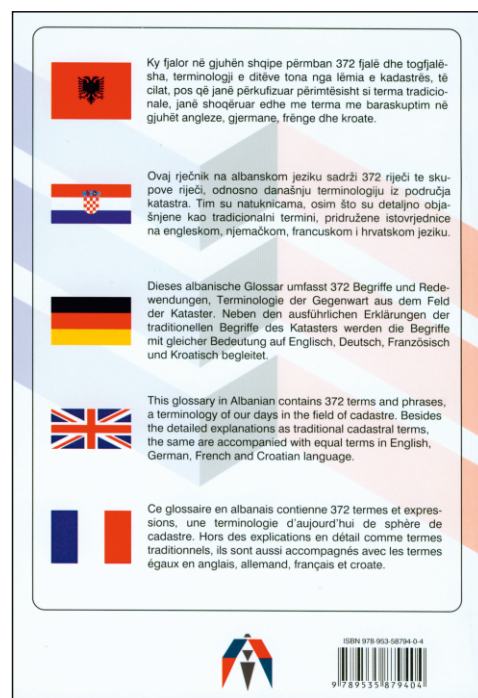 Ky fjalor në gjuhën shqipe përmban 372 fjalë dhe togfjalë-
sha, terminologji e ditëve tona nga lëmia e kadastrës, të
cilat, pos që janë përkufizuar përimtësisht si terma tradicio-
nale, janë shoqëruar edhe me terma me baraskuptim në
gjuhët angleze, gjermane, frënge dhe kroate.
Ovaj rječnik na albanskom jeziku sadrži 372 riječi te sku-
pove riječi, odnosno današnju terminologiju iz područja
katastra. Tim su natuknicama, osim što su detaljno obja-
šnjene kao tradicionalni termini, pridružene istovrjednice
na engleskom, njemačkom, francuskom i hrvatskom jeziku.
Dieses albanische Glossar umfasst 372 Begriffe und Rede-
wendungen, Terminologie der Gegenwart aus dem Feld
der Kataster. Neben den ausführlichen Erklärungen der
traditionellen Begriffe des Katasters werden die Begriffe
mit gleicher Bedeutung auf Englisch, Deutsch, Französisch
und Kroatisch begleitet.
This glossary in Albanian contains 372 terms and phrases,
a terminology of our days in the field of cadastre. Besides
the detailed explanations as traditional cadastral terms,
the same are accompanied with equal terms in English,
German, French and Croatian language.
Ce glossaire en albanais contienne 372 termes et expres-
sions, une terminologie d'aujourd'hui de sphère de
cadastre. Hors des explications en détail comme termes
traditionnels, ils sont aussi accompagnés avec les termes
égaux en anglais, allemand, français et croate.
ISBN 978-953-58794-0-4
9 789535 879404